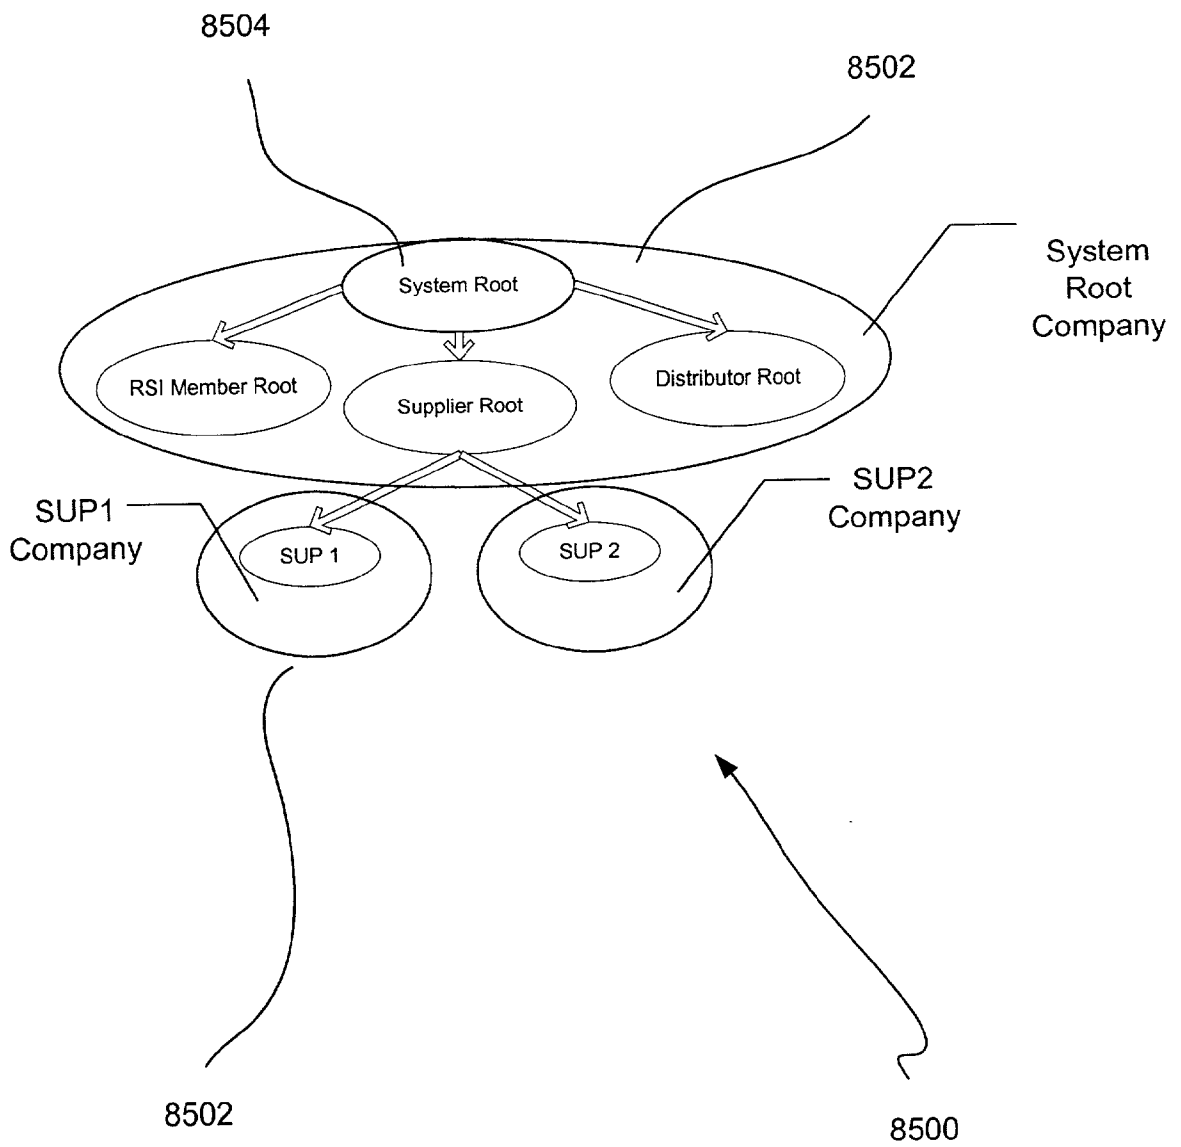 8504
8502
System Root
System
Root
Company
RSI Member Root
Supplier Root
Distributor Root
SUP1
Company
SUP2
Company
SUP 1
SUP 2
8502
8500